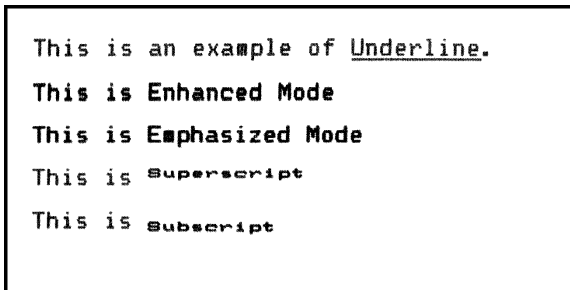 This is an example of Underline.
This is Enhanced Mode
This is Emphasized Mode
This is Superscript
This is Subscript